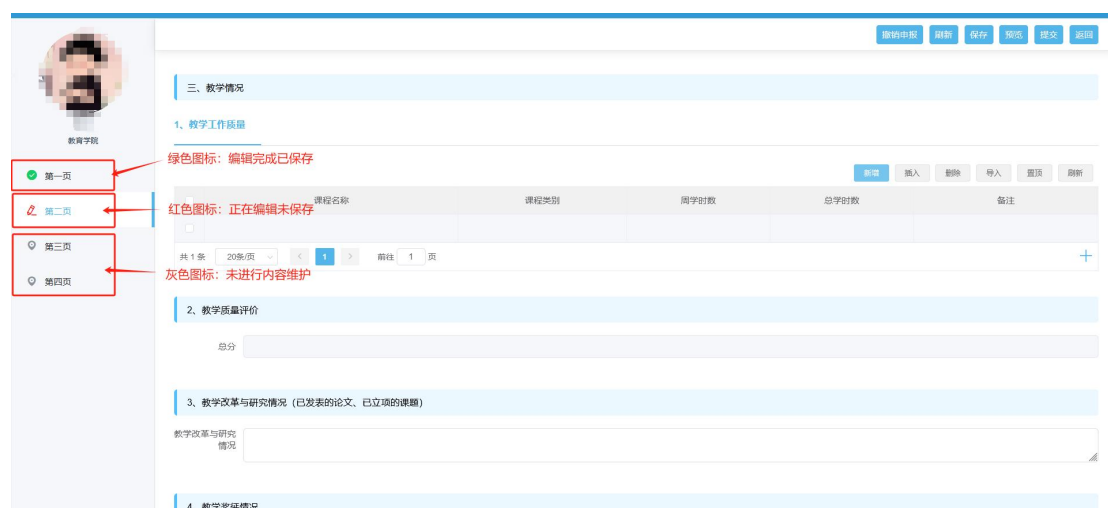 撤销申报 刷新 保存 预览 提交 返回
三、教学情况
1、教学工作质量
教育学院
绿色图标：编辑完成已保存
第一页
新增 插入 删除 导入 置顶 刷新
课程名称 课程类别 周学时数 总学时数 备注
红色图标：正在编辑未保存
第二页
第三页
共 1 条 20条/页 1 前往 1 页
灰色图标：未进行内容维护
第四页
2、教学质量评价
总分
3、教学改革与研究情况（已发表的论文、已立项的课题）
教学改革与研究
情况
4、教学奖惩情况